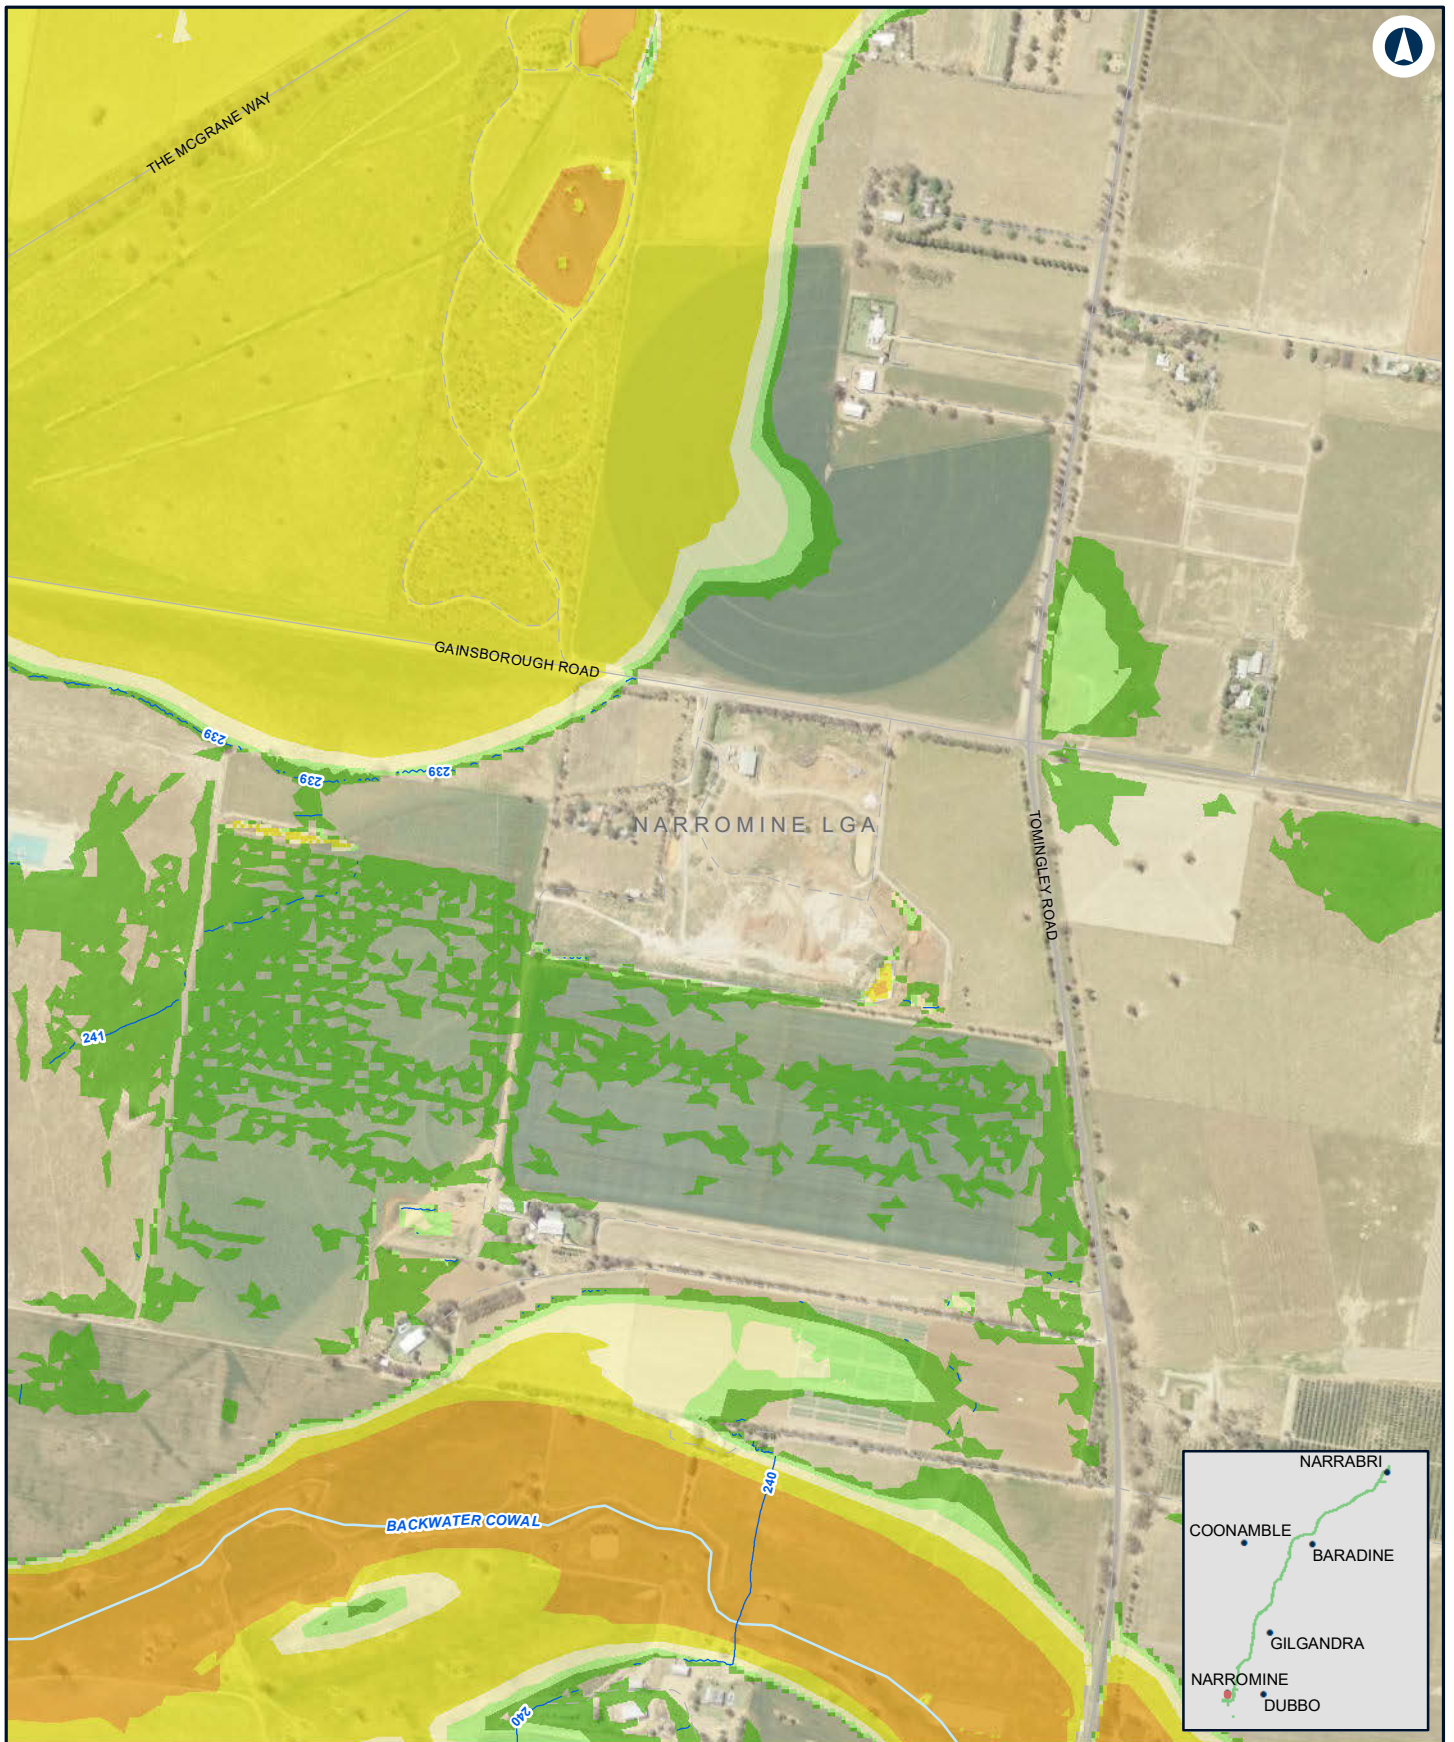 THE MCGRANE WAY
GAINSBOROUGH ROAD
239
239
239
NARROMINE LGA
TOMINGLEY ROAD
241
240
BACKWATER COWAL
240
NARRABRI
COONAMBLE
BARADINE
GILGANDRA
NARROMINE
DUBBO